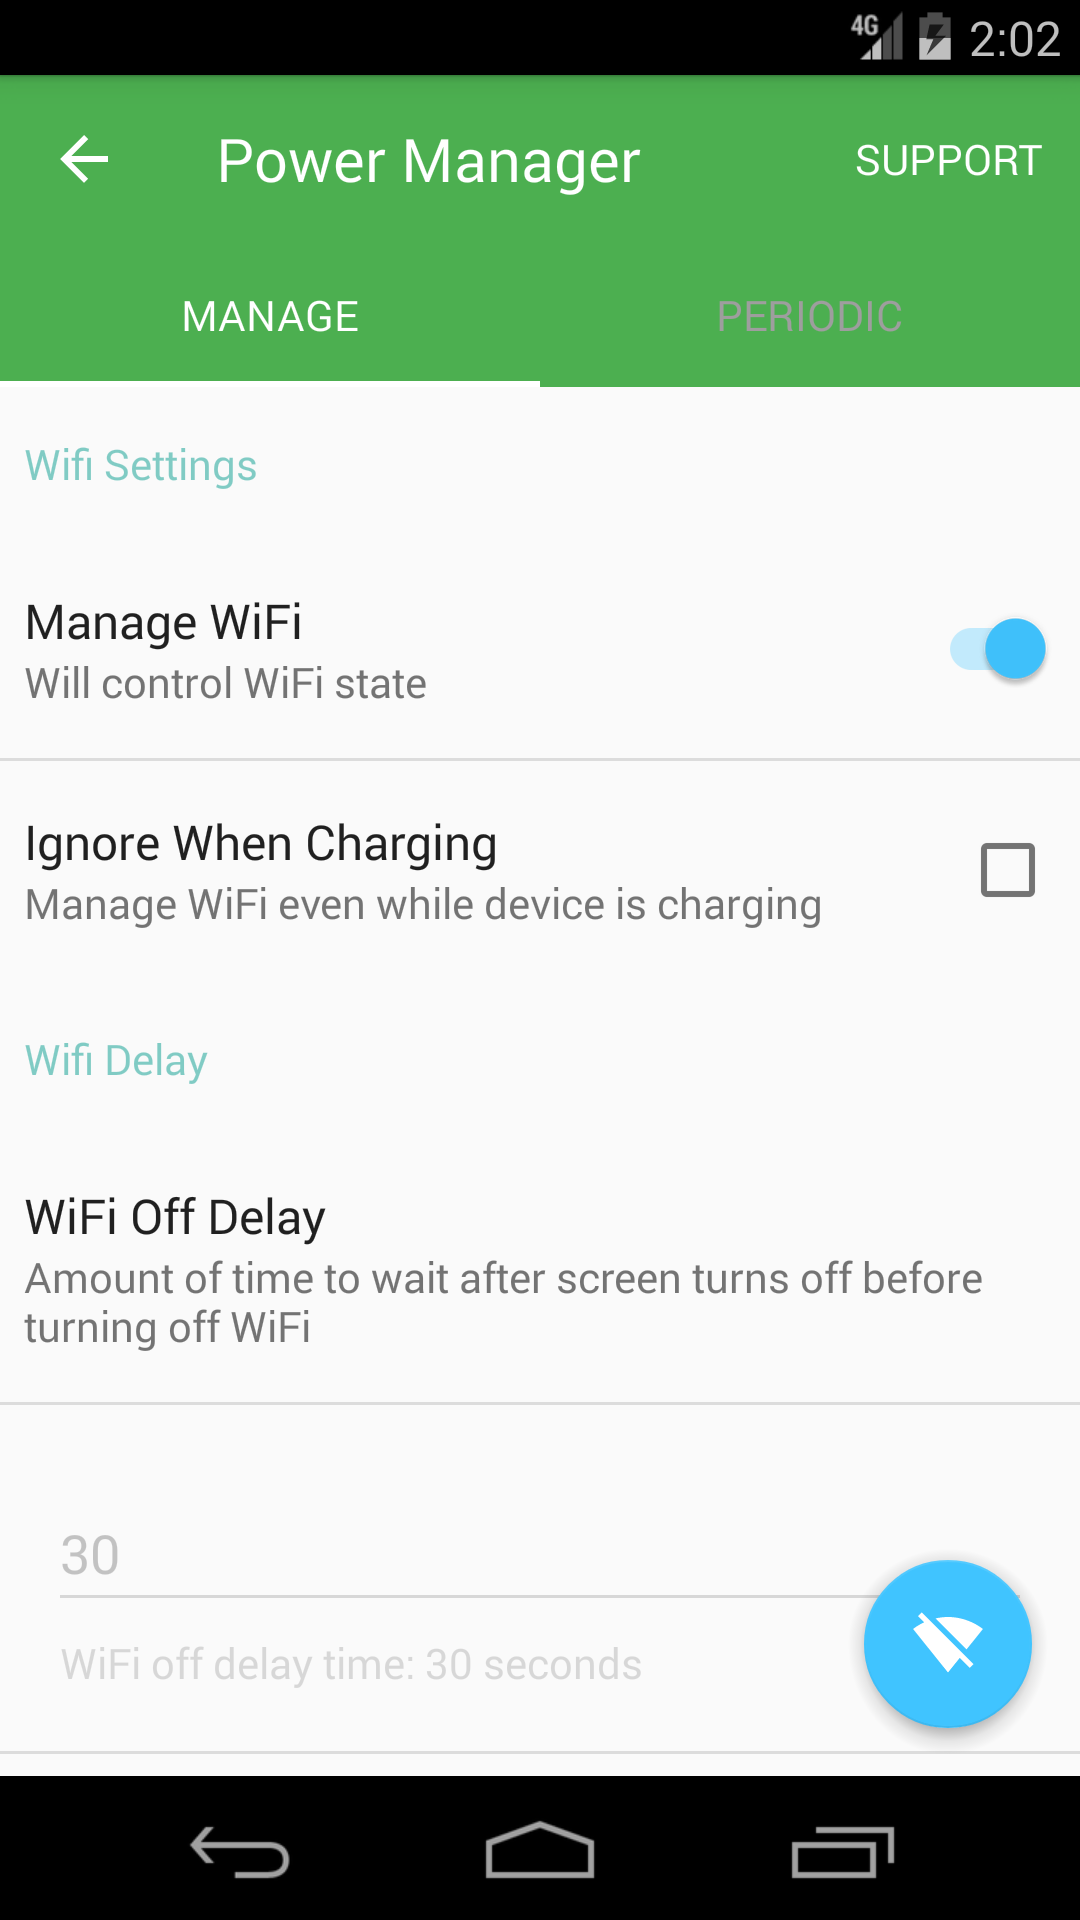 4G 2:02
Power Manager SUPPORT
MANAGE PERIODIC
Wifi Settings
Manage WiFi
Will control WiFi state
Ignore When Charging
Manage WiFi even while device is charging
Wifi Delay
WiFi Off Delay
Amount of time to wait after screen turns off before
turning off WiFi
30
WiFi off delay time: 30 seconds